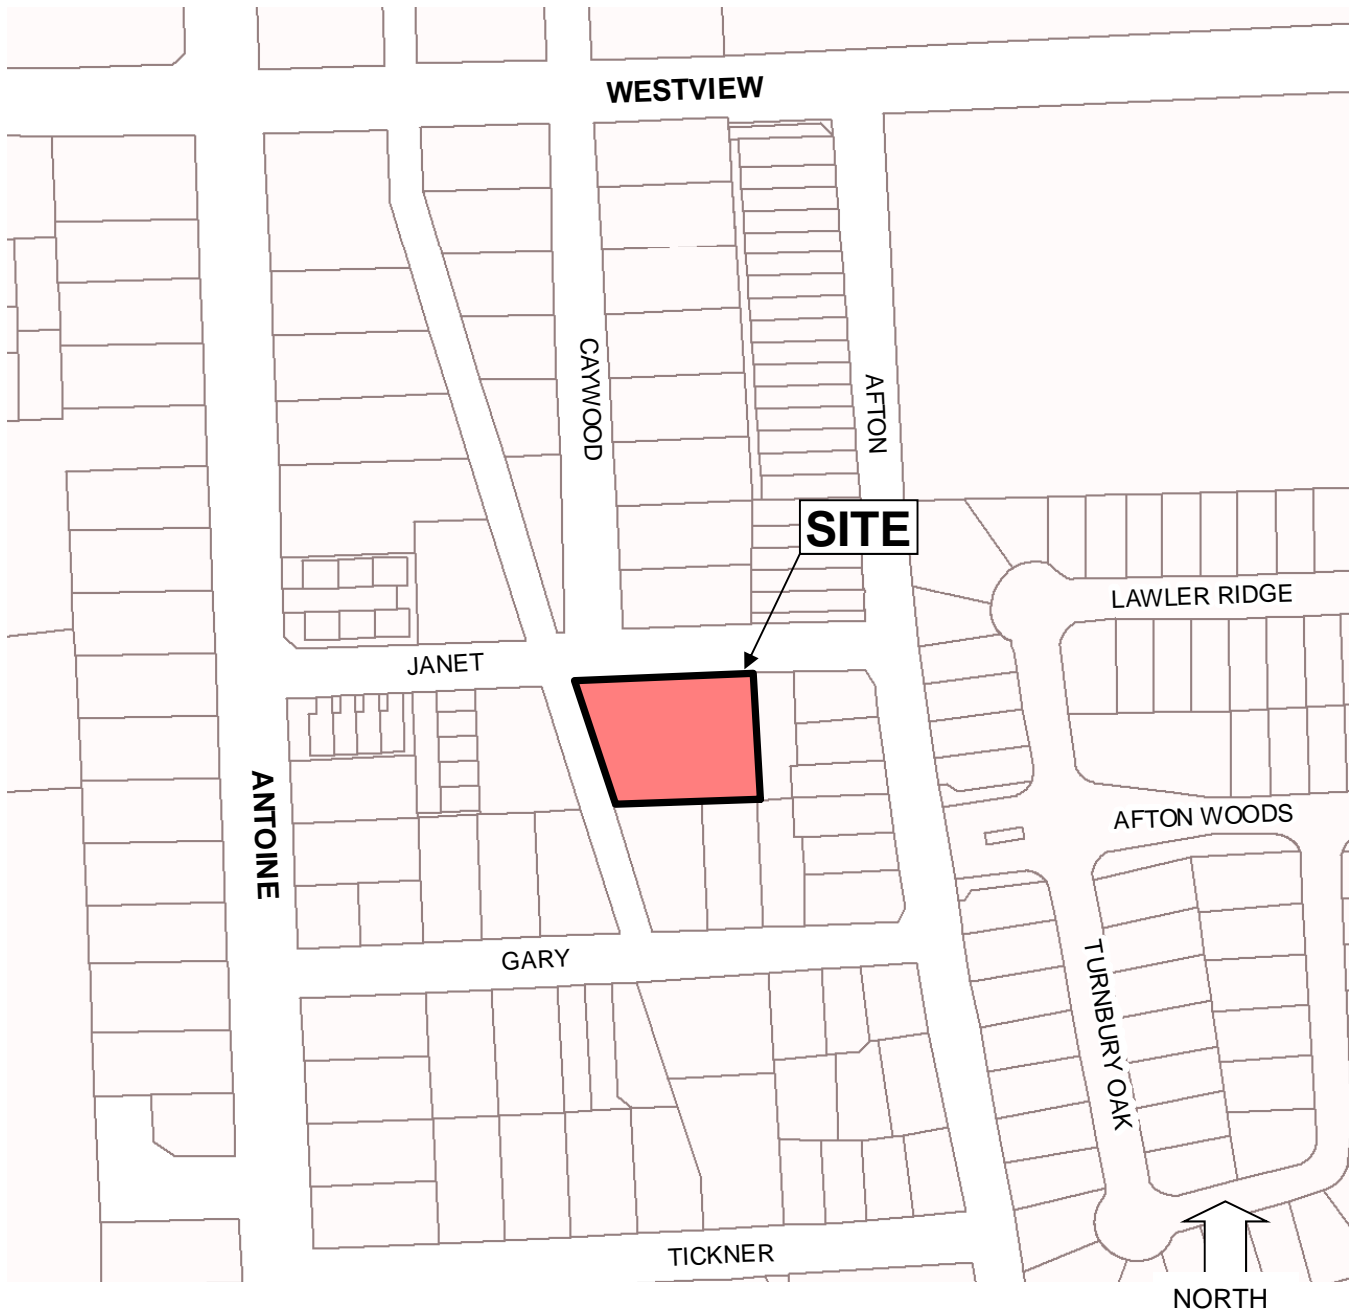 WESTVIEW
CAYWOOD
AFTON
SITE
LAWLER RIDGE
JANET
ANTOINE
AFTON WOODS
GARY
TURNBURY OAK
TICKNER
NORTH